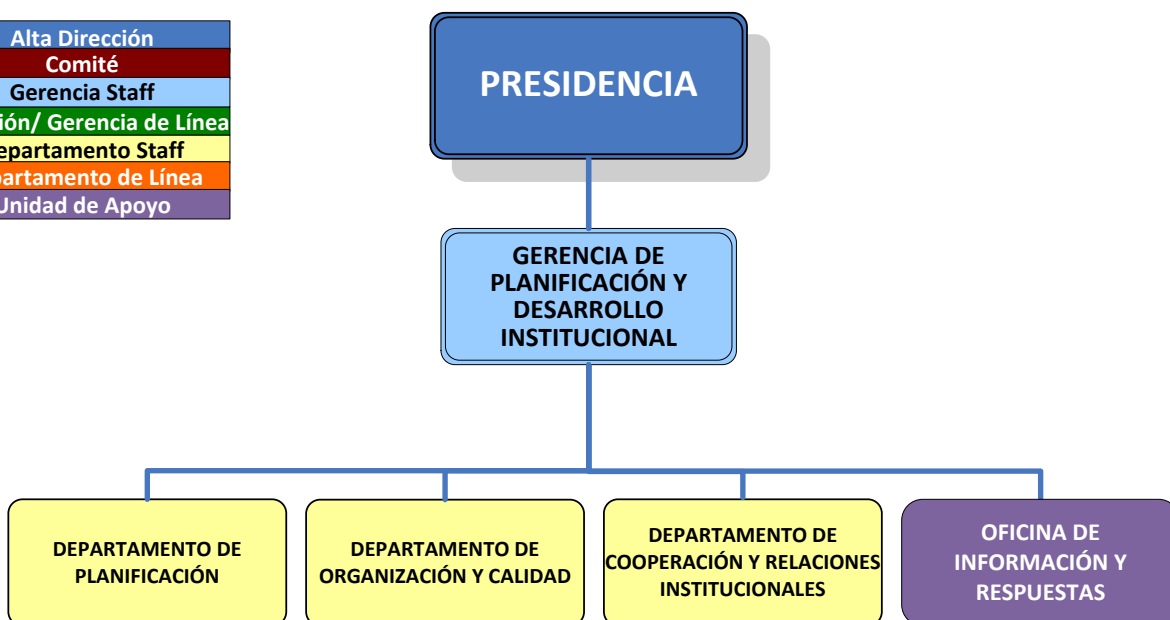 Alta Dirección
Comité
Gerencia Staff
ión/ Gerencia de Línea
epartamento Staff
partamento de Línea
Unidad de Apoyo
PRESIDENCIA
GERENCIA DE
PLANIFICACIÓN Y
DESARROLLO
INSTITUCIONAL
DEPARTAMENTO DE
PLANIFICACIÓN
DEPARTAMENTO DE
ORGANIZACIÓN Y CALIDAD
DEPARTAMENTO DE
COOPERACIÓN Y RELACIONES
INSTITUCIONALES
OFICINA DE
INFORMACIÓN Y
RESPUESTAS